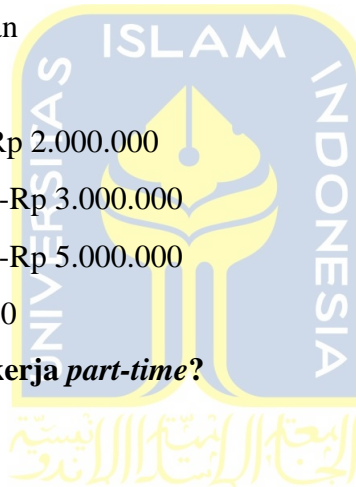 an
ISLAM
UNIVERSITAS
INDONESIA
Rp 2.000.000
-Rp 3.000.000
-Rp 5.000.000
0
kerja part-time?